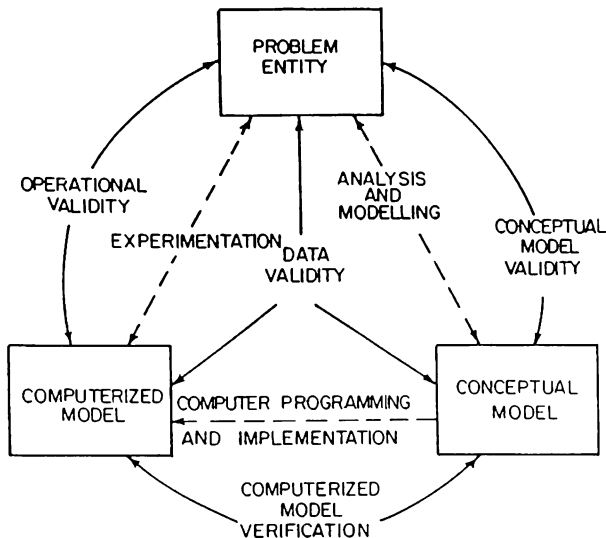 PROBLEM
ENTITY
OPERATIONAL
VALIDITY
EXPERIMENTATION
DATA
VALIDITY
ANALYSIS
AND
MODELLING
CONCEPTUAL
MODEL
VALIDITY
COMPUTERIZED
MODEL
COMPUTER PROGRAMMING
AND IMPLEMENTATION
CONCEPTUAL
MODEL
COMPUTERIZED
MODEL
VERIFICATION